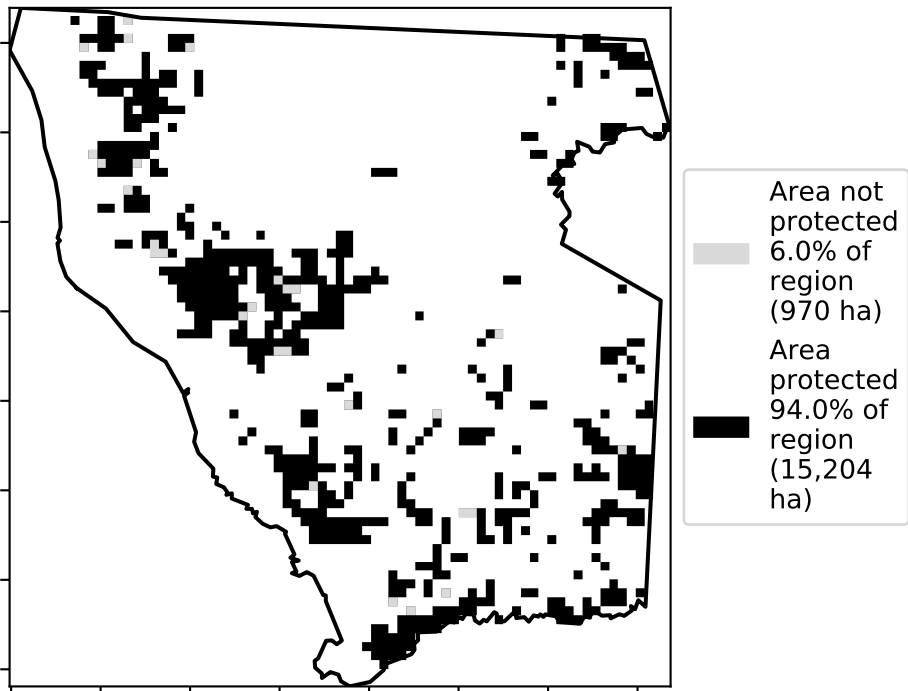 Area not
protected
6.0% of
region
(970 ha)
Area
protected
94.0% of
region
(15,204
ha)